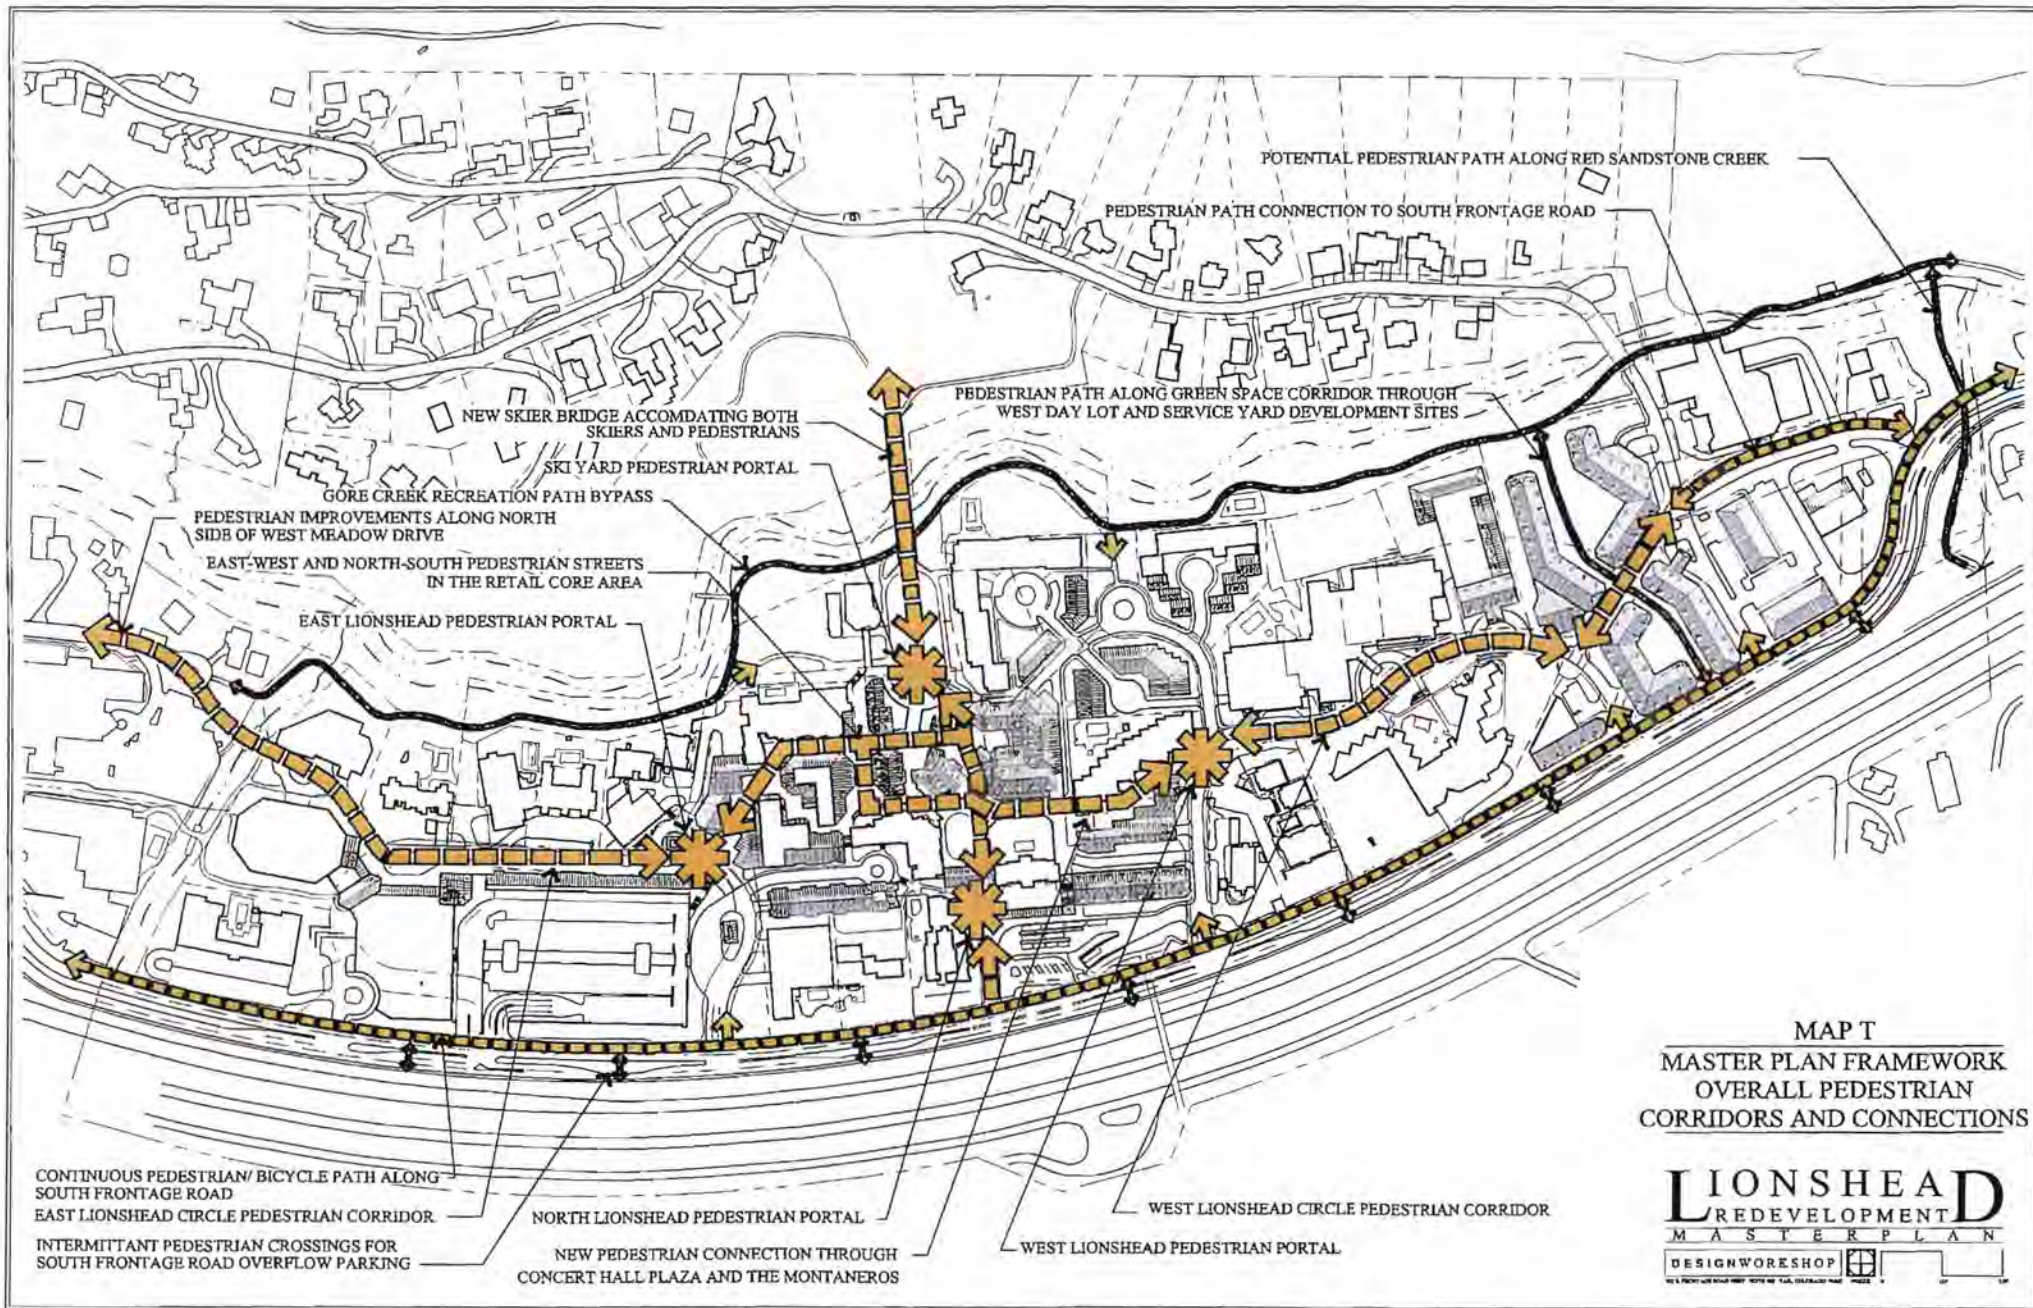 POTENTIAL PEDESTRIAN PATH ALONG RED SANDSTONE CREEK
PEDESTRIAN PATH CONNECTION TO SOUTH FRONTAGE ROAD
PEDESTRIAN PATH ALONG GREEN SPACE CORRIDOR THROUGH
WEST DAY LOT AND SERVICE YARD DEVELOPMENT SITES
NEW SKIER BRIDGE ACCOMDATING BOTH
SKIERS AND PEDESTRIANS
SKI YARD PEDESTRIAN PORTAL
GORE CREEK RECREATION PATH BYPASS
PEDESTRIAN IMPROVEMENTS ALONG NORTH
SIDE OF WEST MEADOW DRIVE
EAST-WEST AND NORTH-SOUTH PEDESTRIAN STREETS
IN THE RETAIL CORE AREA
EAST LIONSHEAD PEDESTRIAN PORTAL
CONTINUOUS PEDESTRIAN/ BICYCLE PATH ALONG
SOUTH FRONTAGE ROAD
EAST LIONSHEAD CIRCLE PEDESTRIAN CORRIDOR
INTERMITTANT PEDESTRIAN CROSSINGS FOR
SOUTH FRONTAGE ROAD OVERFLOW PARKING
NORTH LIONSHEAD PEDESTRIAN PORTAL
NEW PEDESTRIAN CONNECTION THROUGH
CONCERT HALL PLAZA AND THE MONTANEROS
WEST LIONSHEAD CIRCLE PEDESTRIAN CORRIDOR
WEST LIONSHEAD PEDESTRIAN PORTAL
MAP T
MASTER PLAN FRAMEWORK
OVERALL PEDESTRIAN
CORRIDORS AND CONNECTIONS
LIONSHEAD
REDEVELOPMENT
MASTERPLAN
DESIGNWORKSHOP